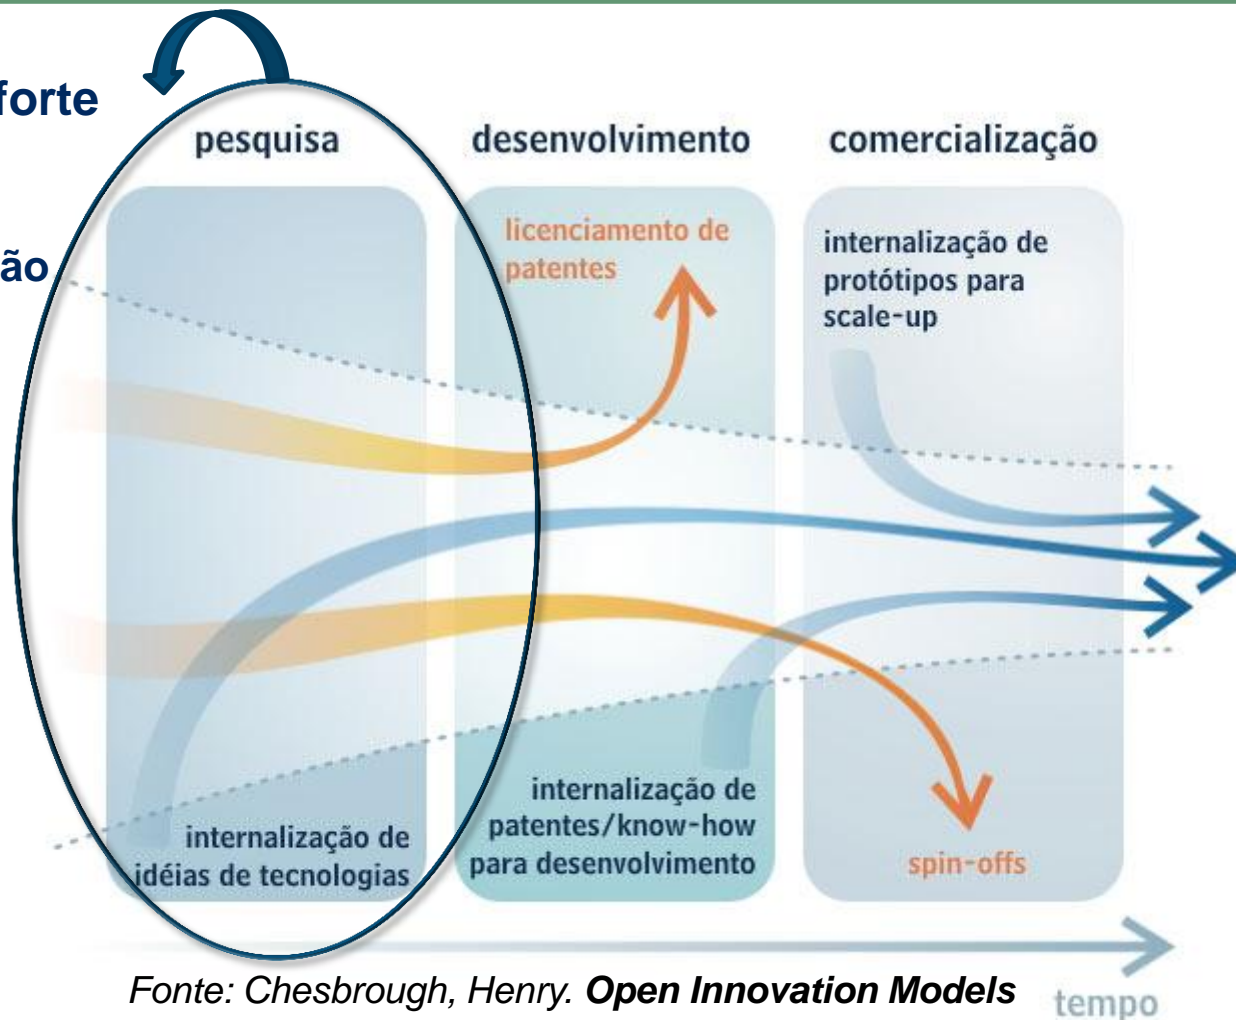 forte
ão
pesquisa
desenvolvimento
comercialização
licenciamento de
patentes
internalização de
protótipos para
scale-up
internalização de
idéias de tecnologias
internalização de
patentes/know-how
para desenvolvimento
spin-offs
tempo
Fonte: Chesbrough, Henry. Open Innovation Models